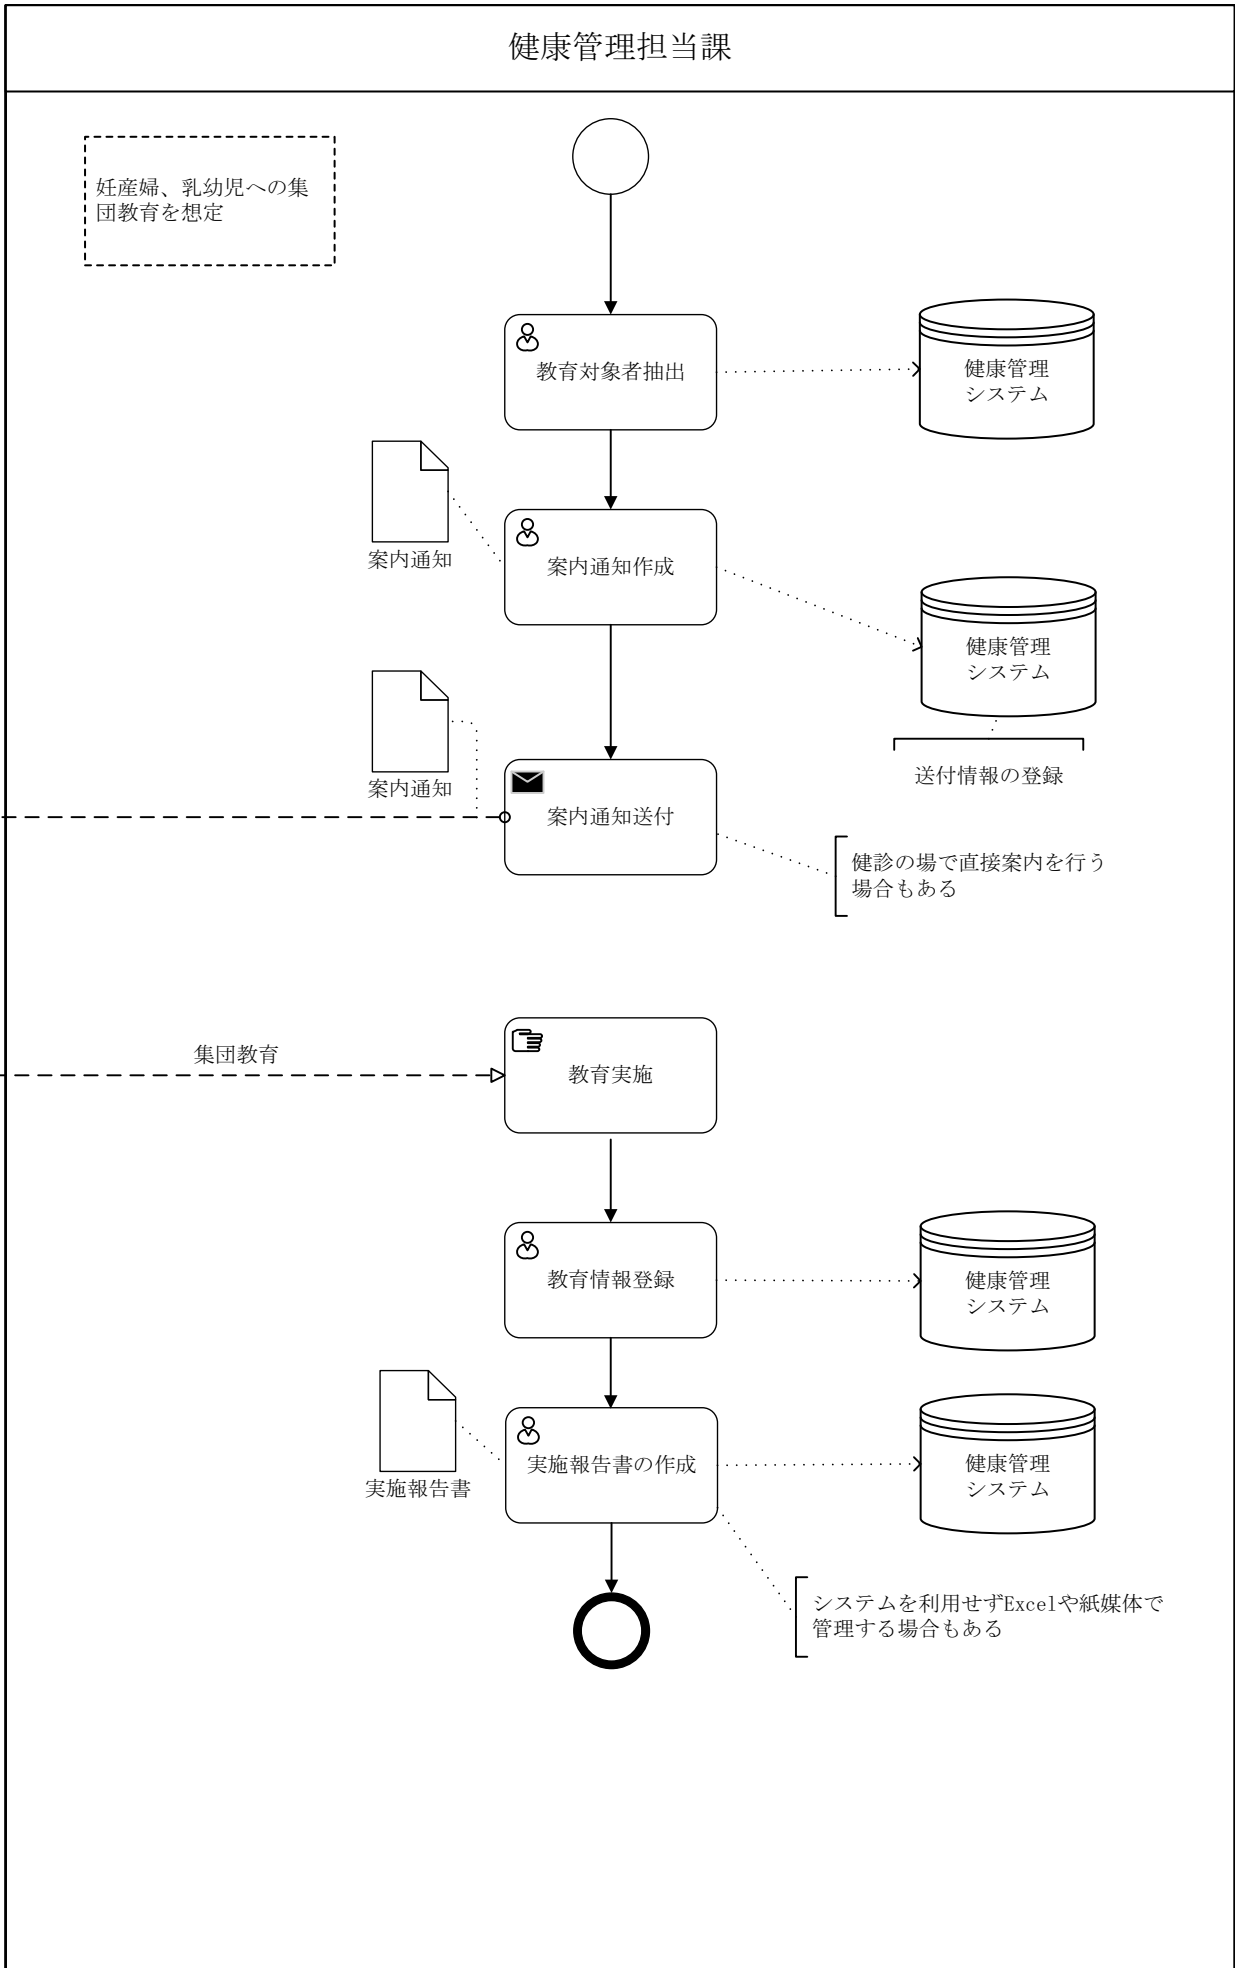 健康管理担当課
妊産婦、乳幼児への集
団教育を想定
教育対象者抽出
健康管理
システム
案内通知
案内通知作成
健康管理
システム
送付情報の登録
案内通知
案内通知送付
健診の場で直接案内を行う
場合もある
集団教育
教育実施
教育情報登録
健康管理
システム
実施報告書
実施報告書の作成
健康管理
システム
システムを利用せずExcelや紙媒体で
管理する場合もある